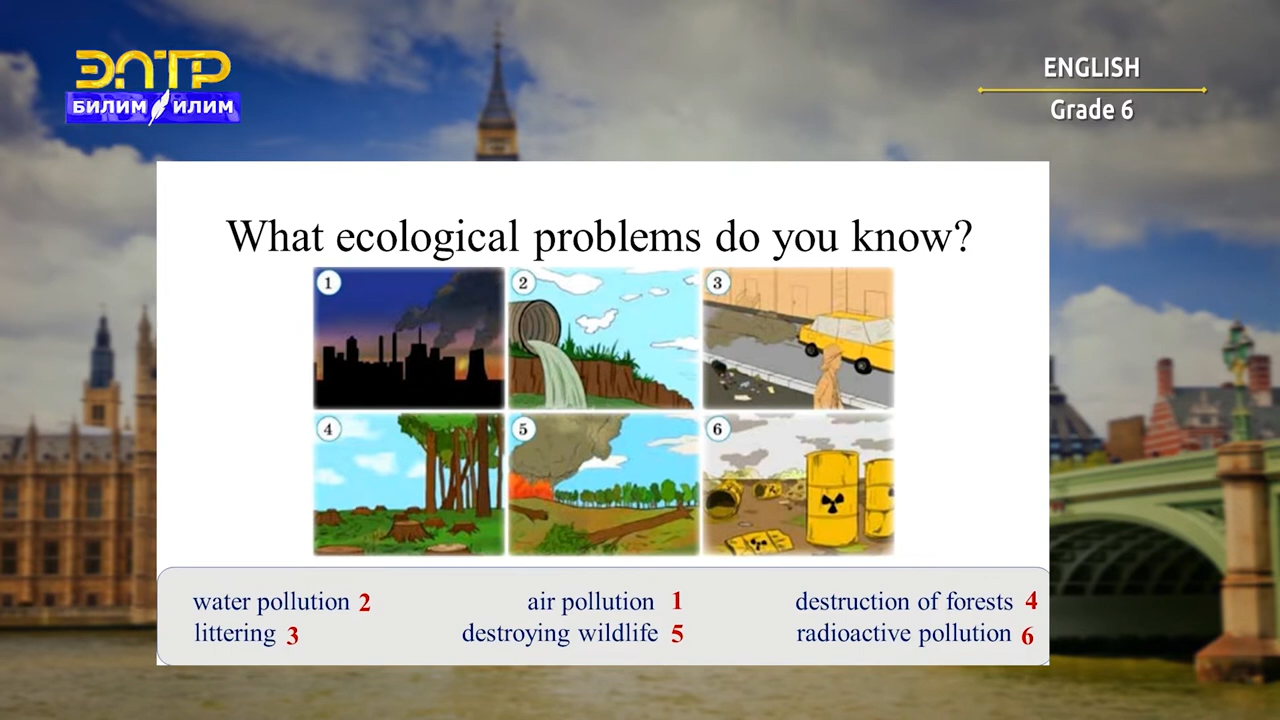 ЭЛТР
БИЛИМ ИЛИМ
ENGLISH
Grade 6
What ecological problems do you know?
1
2
3
4
5
6
water pollution 2
air pollution 1
destruction of forests 4
littering 3
destroying wildlife 5
radioactive pollution 6